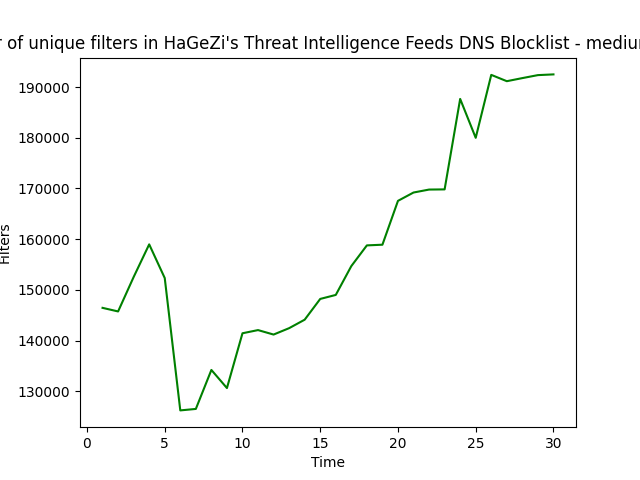 r of unique filters in HaGeZi's Threat Intelligence Feeds DNS Blocklist - mediu
190000
180000
170000
160000
150000
140000
130000
Filters
0 5 10 15 20 25 30
Time